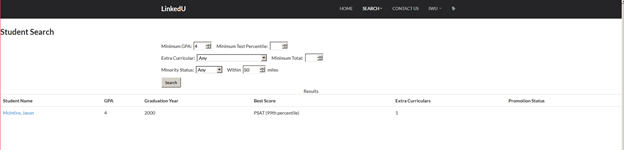 LinkedU HOME SEARCH CONTACT US IWU
Student Search
Minimum GPA: 4 Minimum Test Percentile:
Extra Curricular: Any Minimum Total:
Minority Status: Any Within 50 miles
Search
Results
Student Name GPA Graduation Year Best Score Extra Curriculars Promotion Status
McIntire, Jason 4 2000 PSAT (99th percentile) 1